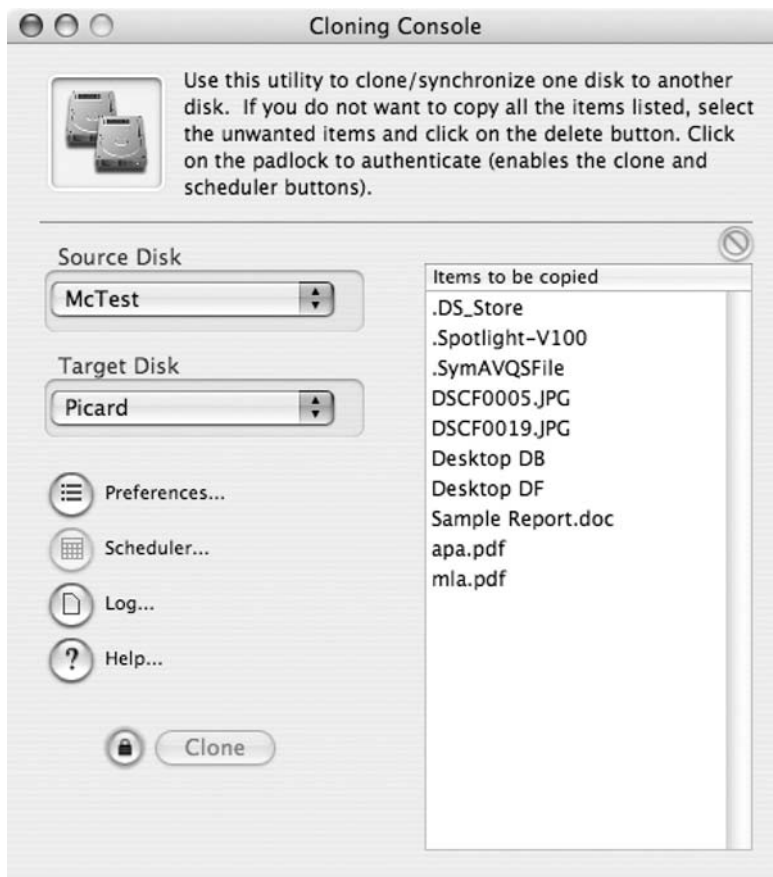 Cloning Console
Use this utility to clone/synchronize one disk to another
disk. If you do not want to copy all the items listed, select
the unwanted items and click on the delete button. Click
on the padlock to authenticate (enables the clone and
scheduler buttons).
Source Disk
McTest
Target Disk
Picard
Preferences...
Scheduler...
Log...
? Help...
Clone
Items to be copied
.DS_Store
.Spotlight-V100
.SymAVQSFile
DSCF0005.JPG
DSCF0019.JPG
Desktop DB
Desktop DF
Sample Report.doc
apa.pdf
mla.pdf